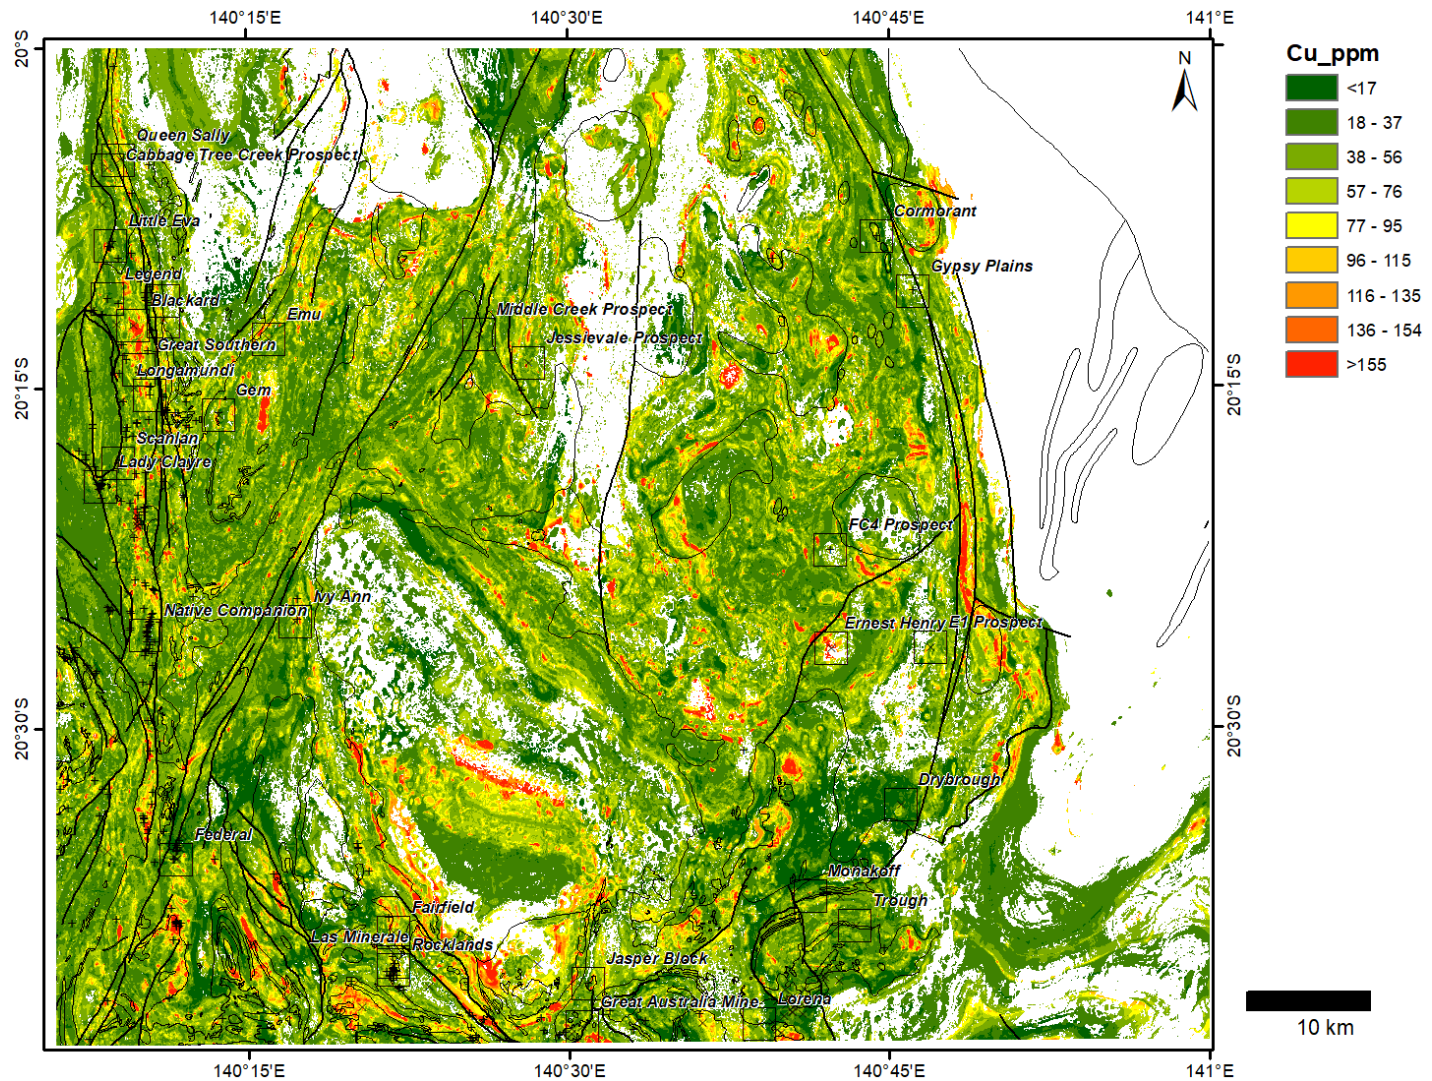 140°15'E 140°30'E 140°45'E 141°E
20°S
N
Cu_ppm
<17
18 - 37
38 - 56
57 - 76
77 - 95
96 - 115
116 - 135
136 - 154
>155
Queen Sally
Cabbage Tree Creek Prospect
Little Eva
Cormorant
Legend
Gypsy Plains
Blackard
Emu
Middle Creek Prospect
Great Southern
Jessievale Prospect
Longamundi
20°15'S
20°15'S
Gem
Scanlan
Lady Clayre
FC4 Prospect
Ivy Ann
Native Companion
Ernest Henry
E1 Prospect
20°30'S
20°30'S
Drybrough
Federal
Monakoff
Trough
Fairfield
Las Minerale
Rocklands
Jasper Block
Great Australia Mine
Lorena
10 km
140°15'E 140°30'E 140°45'E 141°E